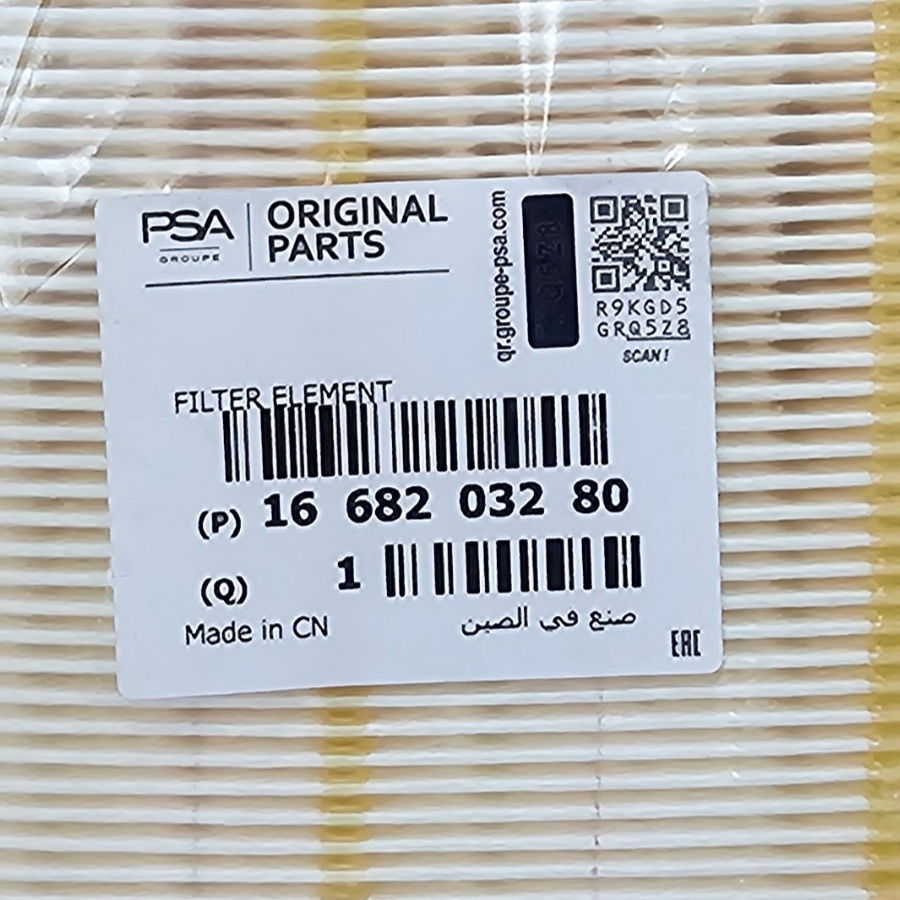 PSA
GROUPE
ORIGINAL
PARTS
qr.groupe-psa.com
R9KGD5
GRQ5Z8
SCAN!
FILTER ELEMENT
(P) 16 682 032 80
(Q) 1
Made in CN
صنع في الصين
EAC